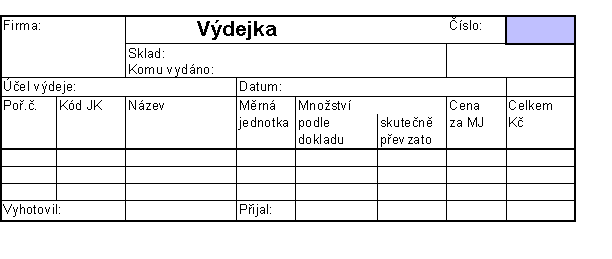 Firma: Výdejka Číslo:
Sklad:
Komu vydáno:
Účel výdeje: Datum:
Poř.č. Kód JK Název Měrná Množství Cena Celkem
jednotka podle skutečně za MJ Kč
dokladu převzato
Vyhotovil: Přijal: